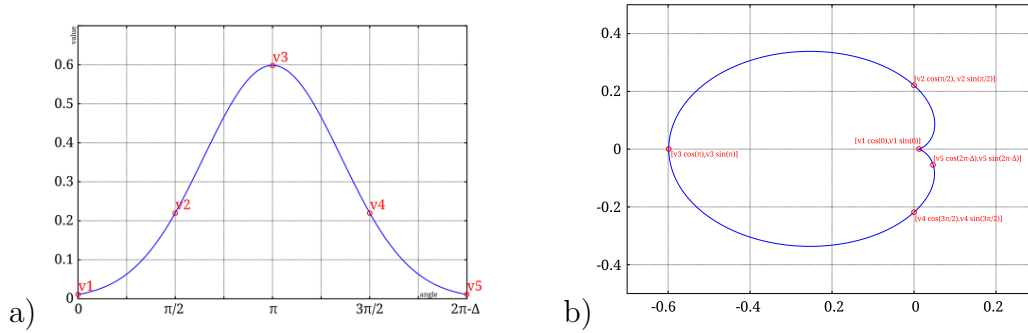 value
0.6
0.5
0.4
0.3
0.2
0.1
0
v1
v2
v3
v4
v5
angle
0
π/2
π
3π/2
2π-Δ
a)
0.4
0.2
0
-0.2
-0.4
[v2 cos(π/2), v2 sin(π/2)]
[v1 cos(0),v1 sin(0)]
[v3 cos(π),v3 sin(π)]
[v5 cos(2π-Δ),v5 sin(2π-Δ)]
[v4 cos(3π/2),v4 sin(3π/2)]
-0.6
-0.4
-0.2
0
0.2
b)